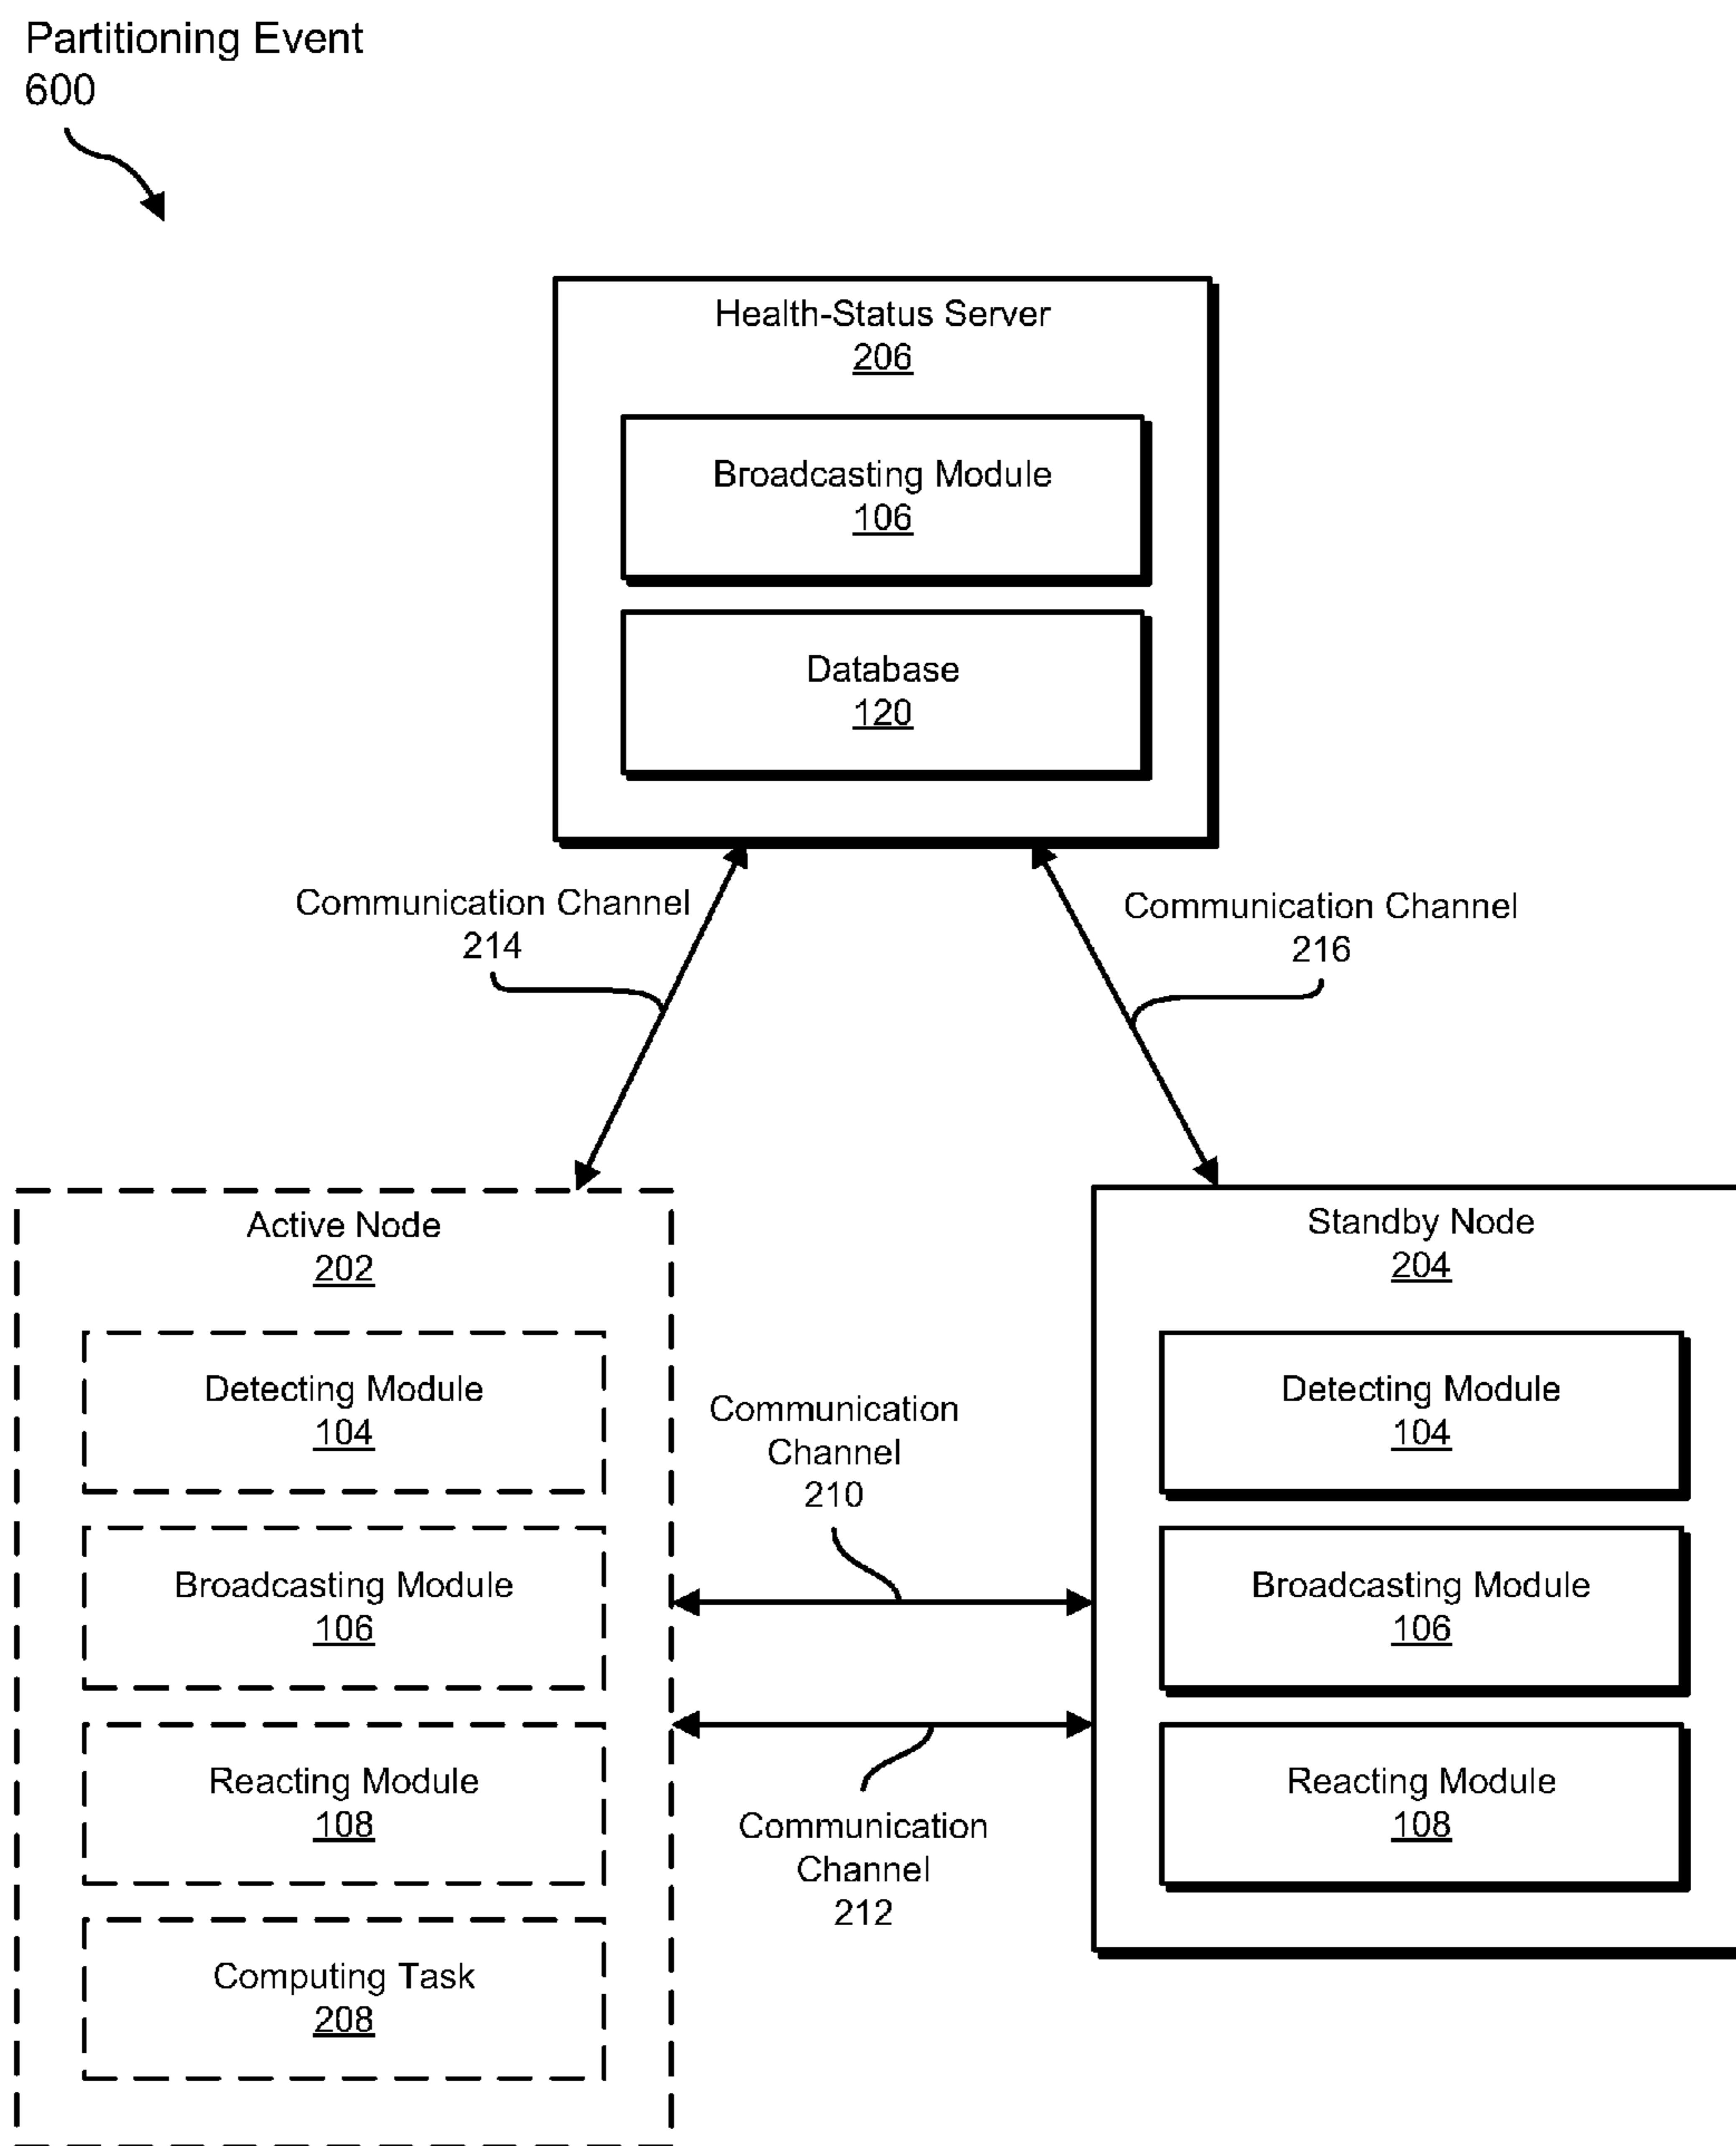 Partitioning Event
600
Health-Status Server
206
Broadcasting Module
106
Database
120
Communication Channel
214
Communication Channel
216
Active Node
202
Detecting Module
104
Broadcasting Module
106
Reacting Module
108
Computing Task
208
Communication
Channel
210
Communication
Channel
212
Standby Node
204
Detecting Module
104
Broadcasting Module
106
Reacting Module
108